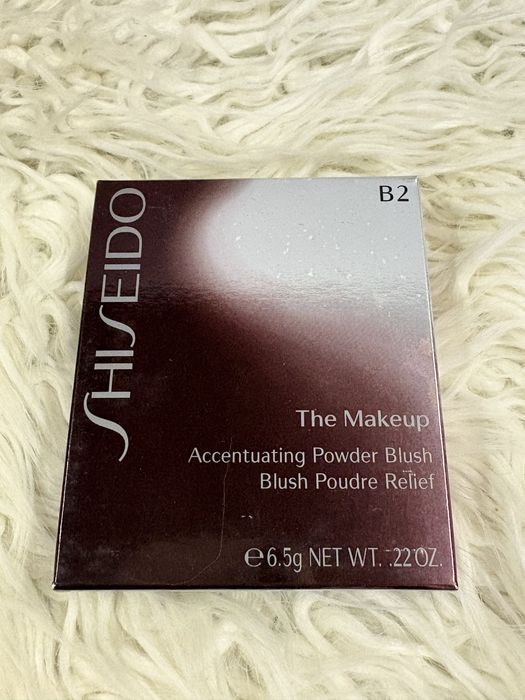 SHISEIDO
B2
The Makeup
Accentuating Powder Blush
Blush Poudre Relief
℮6.5g NET WT. .22 OZ.